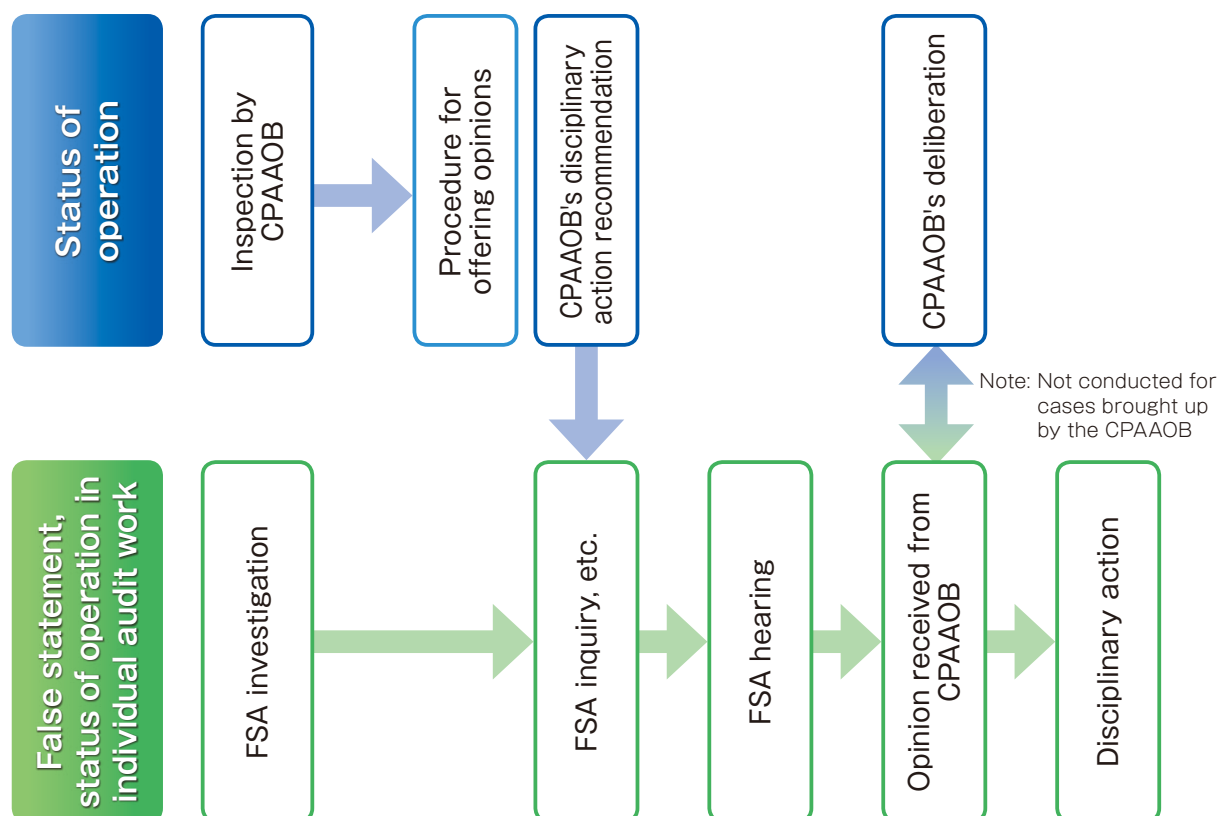 Status of
operation
Inspection by
CPAAOB
Procedure for
offering opinions
CPAAOB's disciplinary
action recommendation
CPAAOB's deliberation
Note: Not conducted for
cases brought up
by the CPAAOB
False statement,
status of operation in
individual audit work
FSA investigation
FSA inquiry, etc.
FSA hearing
Opinion received from
CPAAOB
Disciplinary action